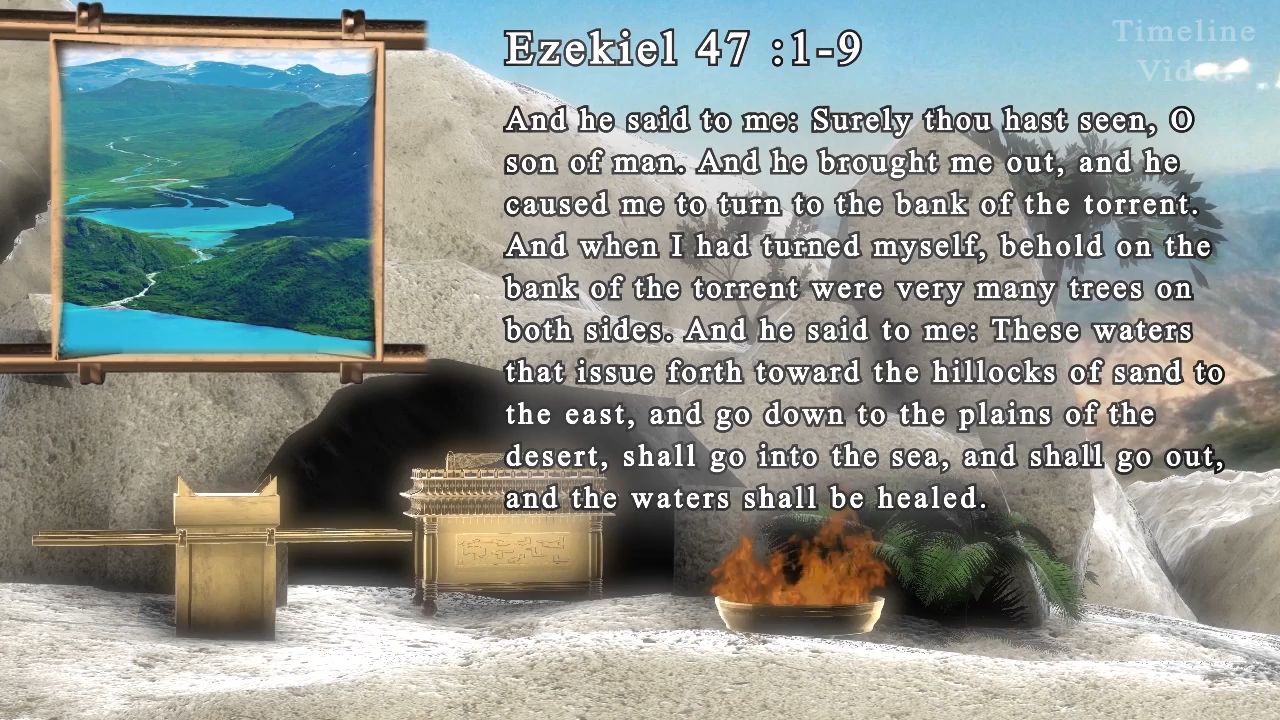 Ezekiel 47 :1-9
Timeline
Videos
And he said to me: Surely thou hast seen, O
son of man. And he brought me out, and he
caused me to turn to the bank of the torrent.
And when I had turned myself, behold on the
bank of the torrent were very many trees on
both sides. And he said to me: These waters
that issue forth toward the hillocks of sand to
the east, and go down to the plains of the
desert, shall go into the sea, and shall go out,
and the waters shall be healed.